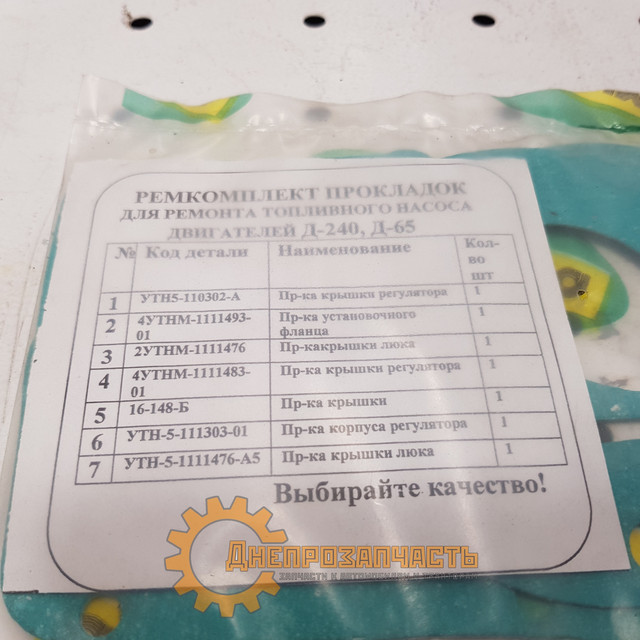 РЕМКОМПЛЕКТ ПРОКЛАДОК
ДЛЯ РЕМОНТА ТОПЛИВНОГО НАСОСА
ДВИГАТЕЛЕЙ Д-240, Д-65
№ Код детали Наименование Кол-
во
шт
1 УТН5-110302-А Пр-ка крышки регулятора 1
2 4УТНМ-1111493-
01 Пр-ка установочного
фланца 1
3 2УТНМ-1111476 Пр-какрышки люка 1
4 4УТНМ-1111483-
01 Пр-ка крышки регулятора 1
5 16-148-Б Пр-ка крышки 1
6 УТН-5-111303-01 Пр-ка корпуса регулятора 1
7 УТН-5-1111476-А5 Пр-ка крышки люка 1
Выбирайте качество!
ДНЕПРОЗАПЧАСТЬ